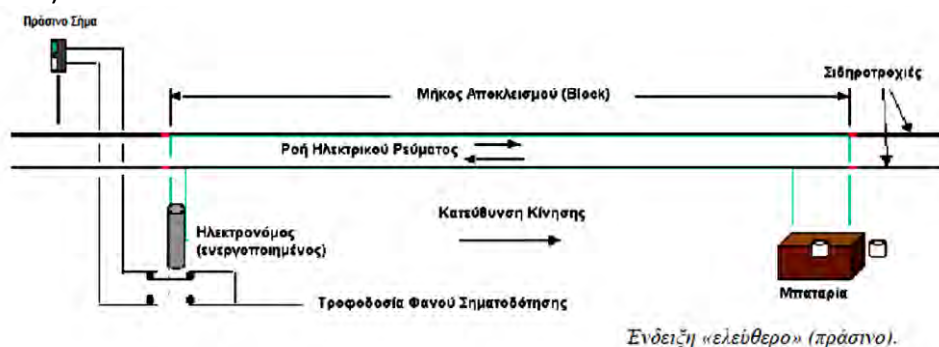 Πράσινο Σήμα
Σιδηροτροχιές
Μήκος Αποκλεισμού (Block)
Ροή Ηλεκτρικού Ρεύματος
Κατεύθυνση Κίνησης
Ηλεκτρονόμος
(ενεργοποιημένος)
Μπαταρία
Τροφοδοσία Φανού Σηματοδότησης
Ένδειξη «ελεύθερο» (πράσινο).